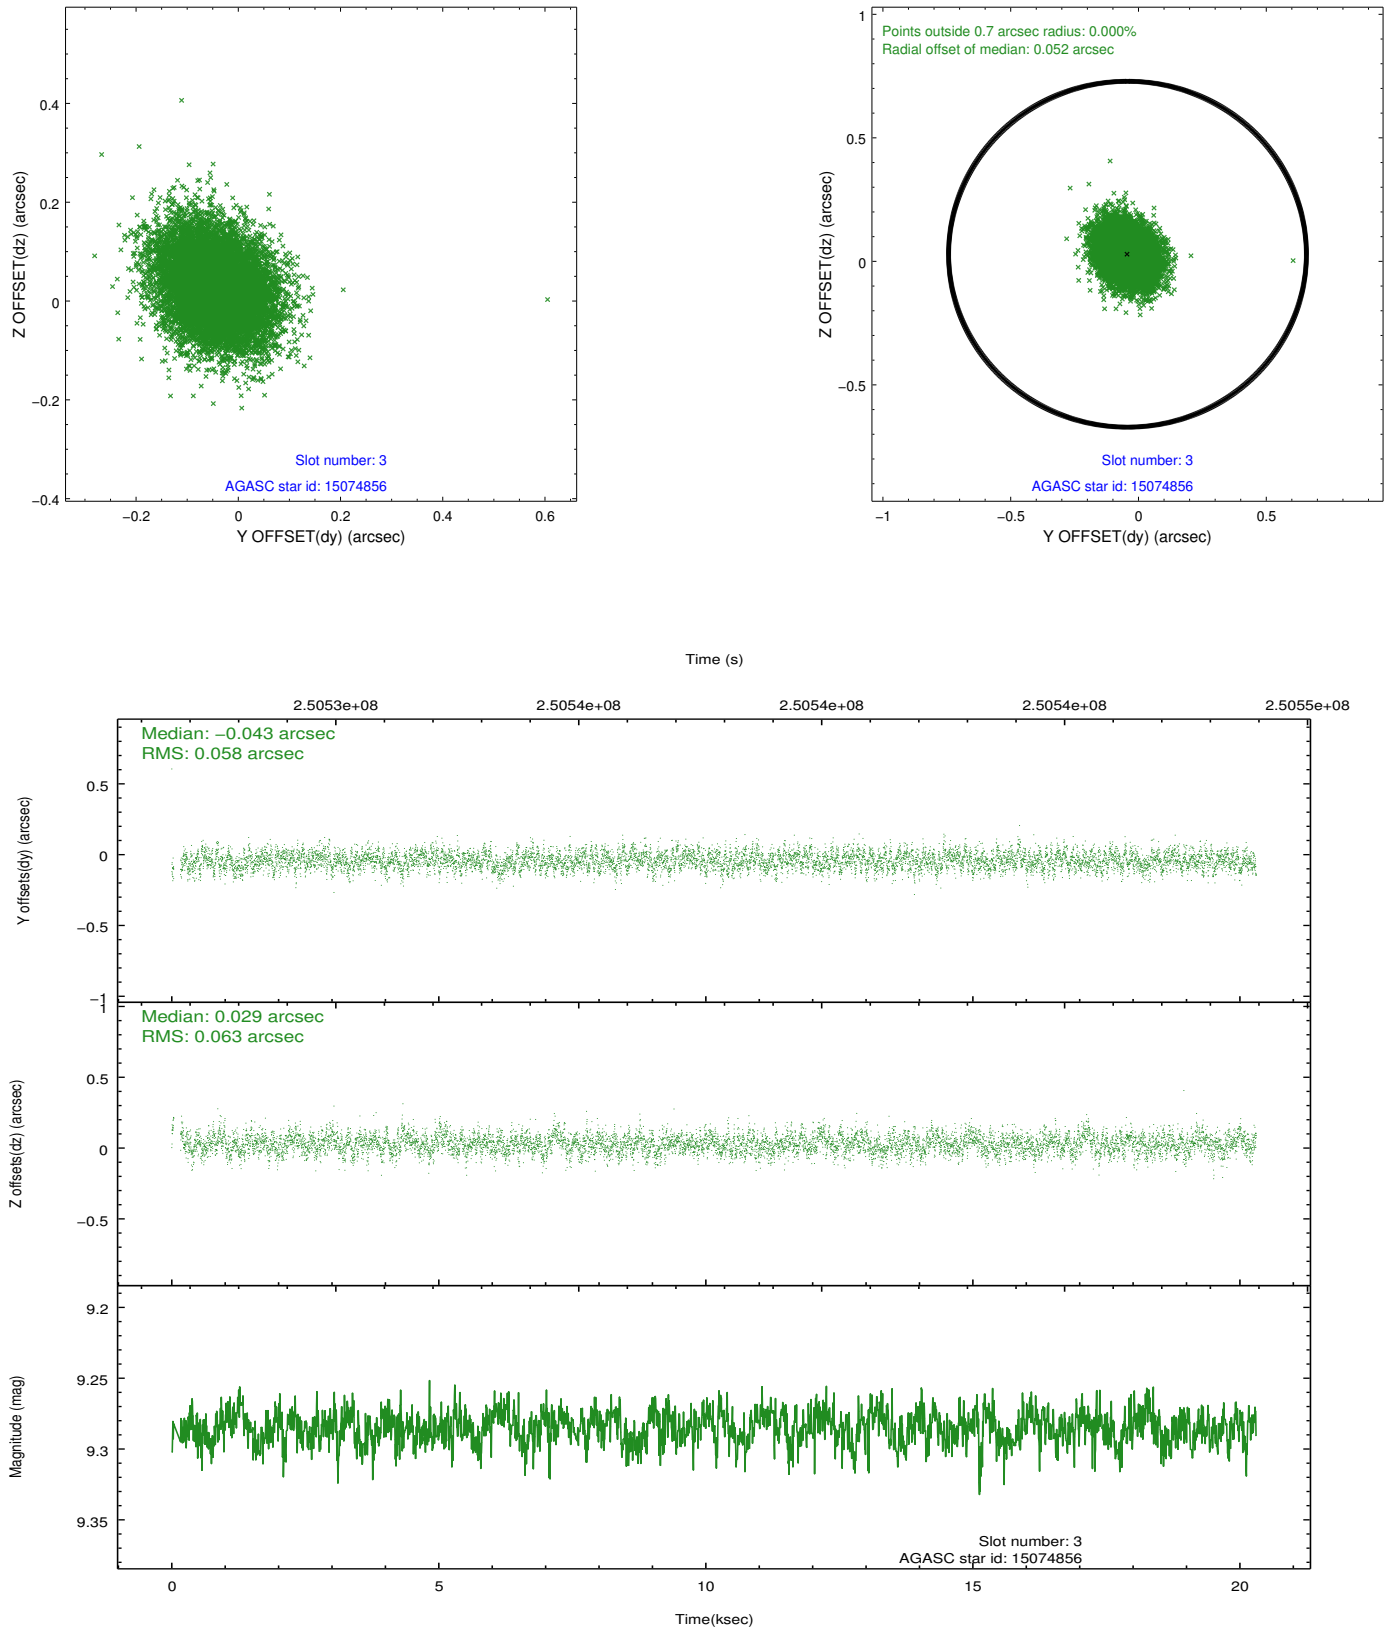 0.4
0.2
0
−0.2
−0.4
Z OFFSET(dz) (arcsec)
Slot number: 3
AGASC star id: 15074856
−0.2
0
0.2
0.4
0.6
Y OFFSET(dy) (arcsec)
1
0.5
0
−0.5
Z OFFSET(dz) (arcsec)
Points outside 0.7 arcsec radius: 0.000%
Radial offset of median: 0.052 arcsec
Slot number: 3
AGASC star id: 15074856
−1
−0.5
0
0.5
Y OFFSET(dy) (arcsec)
Time (s)
2.5053e+08
2.5054e+08
2.5054e+08
2.5054e+08
2.5055e+08
Median: −0.043 arcsec
RMS: 0.058 arcsec
0.5
0
−0.5
−1
Y offsets(dy) (arcsec)
Median: 0.029 arcsec
RMS: 0.063 arcsec
1
0.5
0
−0.5
Z offsets(dz) (arcsec)
9.2
9.25
9.3
9.35
Magnitude (mag)
Slot number: 3
AGASC star id: 15074856
0
5
10
15
20
Time(ksec)